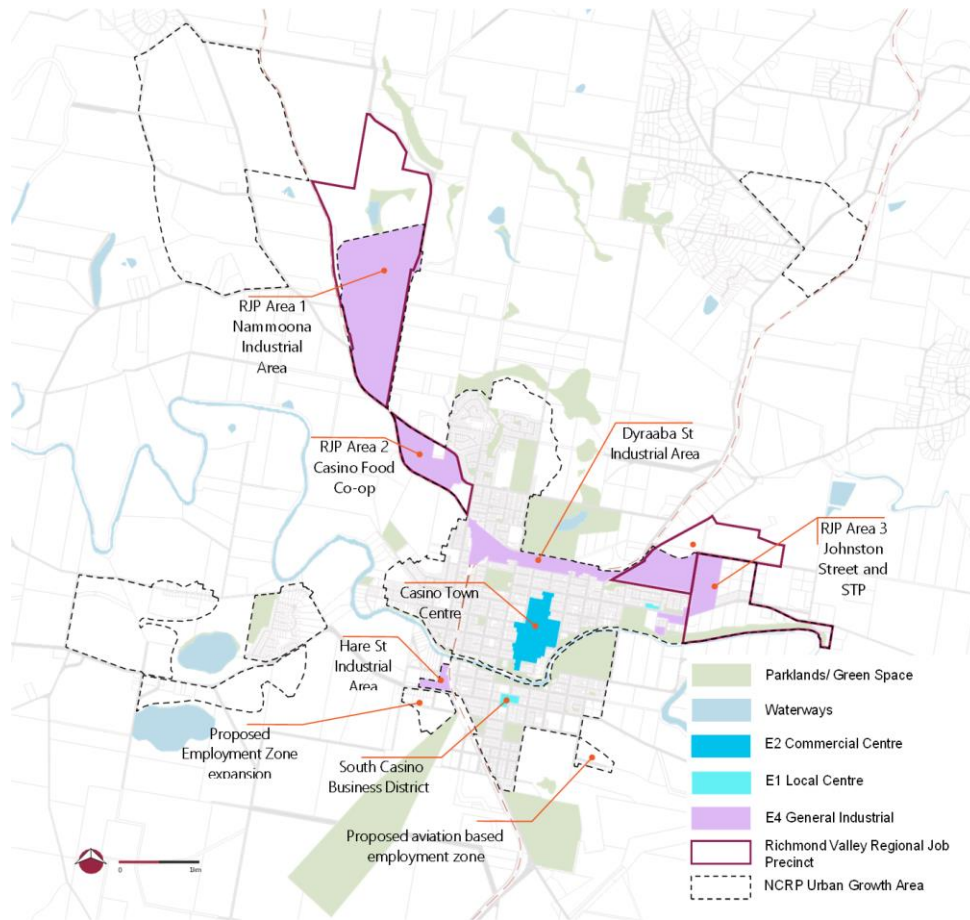 RJP Area 1
Nammoona
Industrial
Area
RJP Area 2
Casino Food
Co-op
Dyraaba St
Industrial Area
RJP Area 3
Johnston
Street and
STP
Casino Town
Centre
Hare St
Industrial
Area
Proposed
Employment Zone
expansion
South Casino
Business District
Proposed aviation based
employment zone
Parklands/ Green Space
Waterways
E2 Commercial Centre
E1 Local Centre
E4 General Industrial
Richmond Valley Regional Job
Precinct
NCRP Urban Growth Area
0 1km